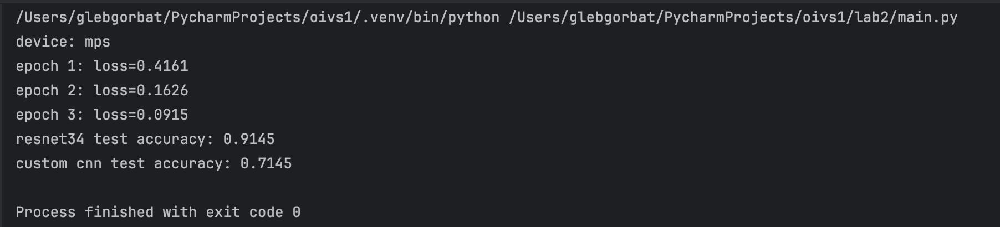 /Users/glebgorbat/PycharmProjects/oivs1/.venv/bin/python /Users/glebgorbat/PycharmProjects/oivs1/lab2/main.py
device: mps
epoch 1: loss=0.4161
epoch 2: loss=0.1626
epoch 3: loss=0.0915
resnet34 test accuracy: 0.9145
custom cnn test accuracy: 0.7145
Process finished with exit code 0